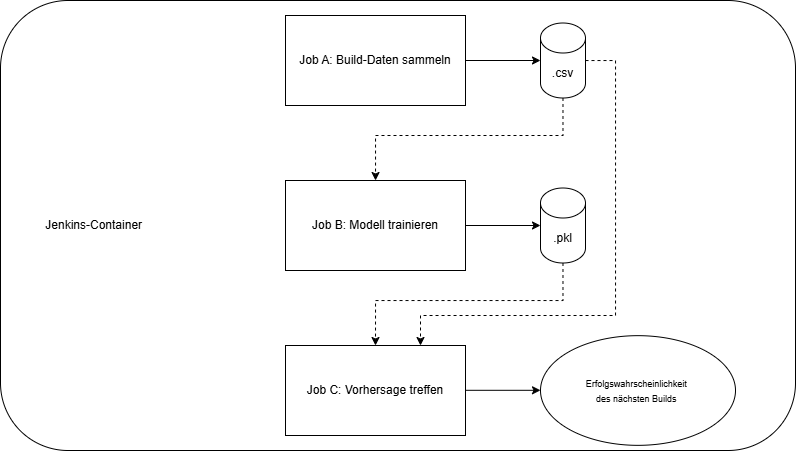 Job A: Build-Daten sammeln
.csv
Jenkins-Container
Job B: Modell trainieren
.pkl
Job C: Vorhersage treffen
Erfolgswahrscheinlichkeit
des nächsten Builds